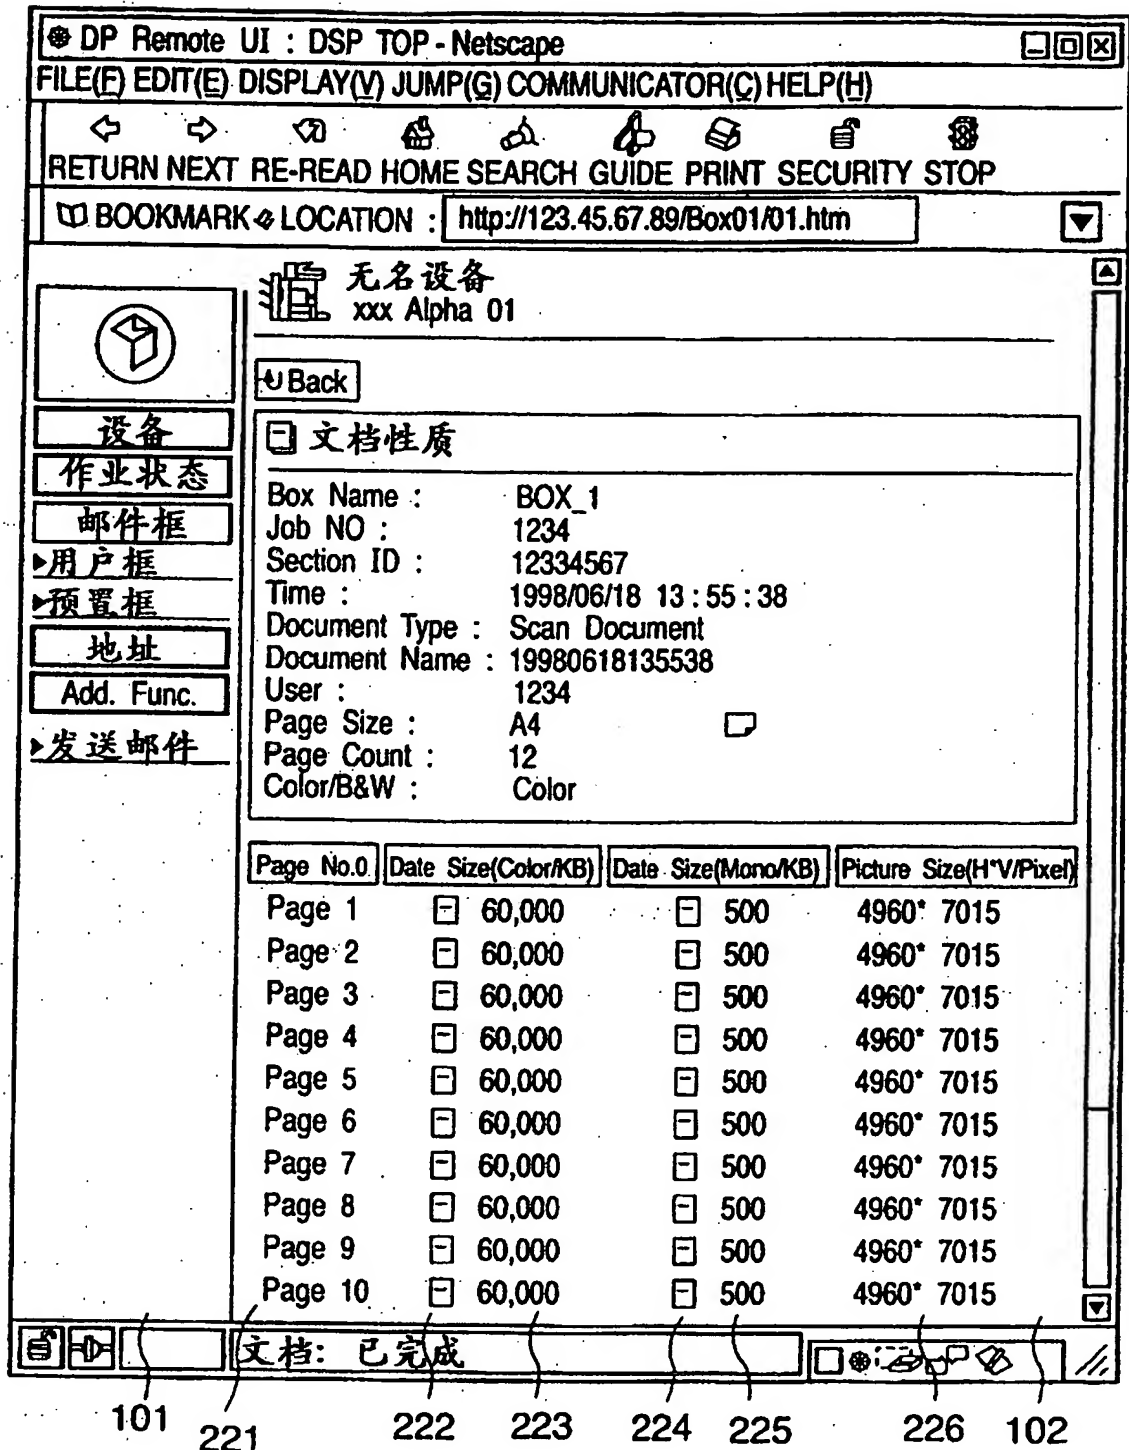 DP Remote UI : DSP TOP - Netscape
FILE(F) EDIT(E) DISPLAY(V) JUMP(G) COMMUNICATOR(C) HELP(H)
RETURN NEXT RE-READ HOME SEARCH GUIDE PRINT SECURITY STOP
BOOKMARK LOCATION : http://123.45.67.89/Box01/01.htm
无名设备
xxx Alpha 01
Back
设备
作业状态
邮件框
用户框
预置框
地址
Add. Func.
发送邮件
文档性质
Box Name : BOX_1
Job NO : 1234
Section ID : 12334567
Time : 1998/06/18 13 : 55 : 38
Document Type : Scan Document
Document Name : 19980618135538
User : 1234
Page Size : A4
Page Count : 12
Color/B&W : Color
Page No.0 Date Size(Color/KB) Date Size(Mono/KB) Picture Size(H*V/Pixel)
Page 1 60,000 500 4960* 7015
Page 2 60,000 500 4960* 7015
Page 3 60,000 500 4960* 7015
Page 4 60,000 500 4960* 7015
Page 5 60,000 500 4960* 7015
Page 6 60,000 500 4960* 7015
Page 7 60,000 500 4960* 7015
Page 8 60,000 500 4960* 7015
Page 9 60,000 500 4960* 7015
Page 10 60,000 500 4960* 7015
文档: 已完成
101 221 222 223 224 225 226 102